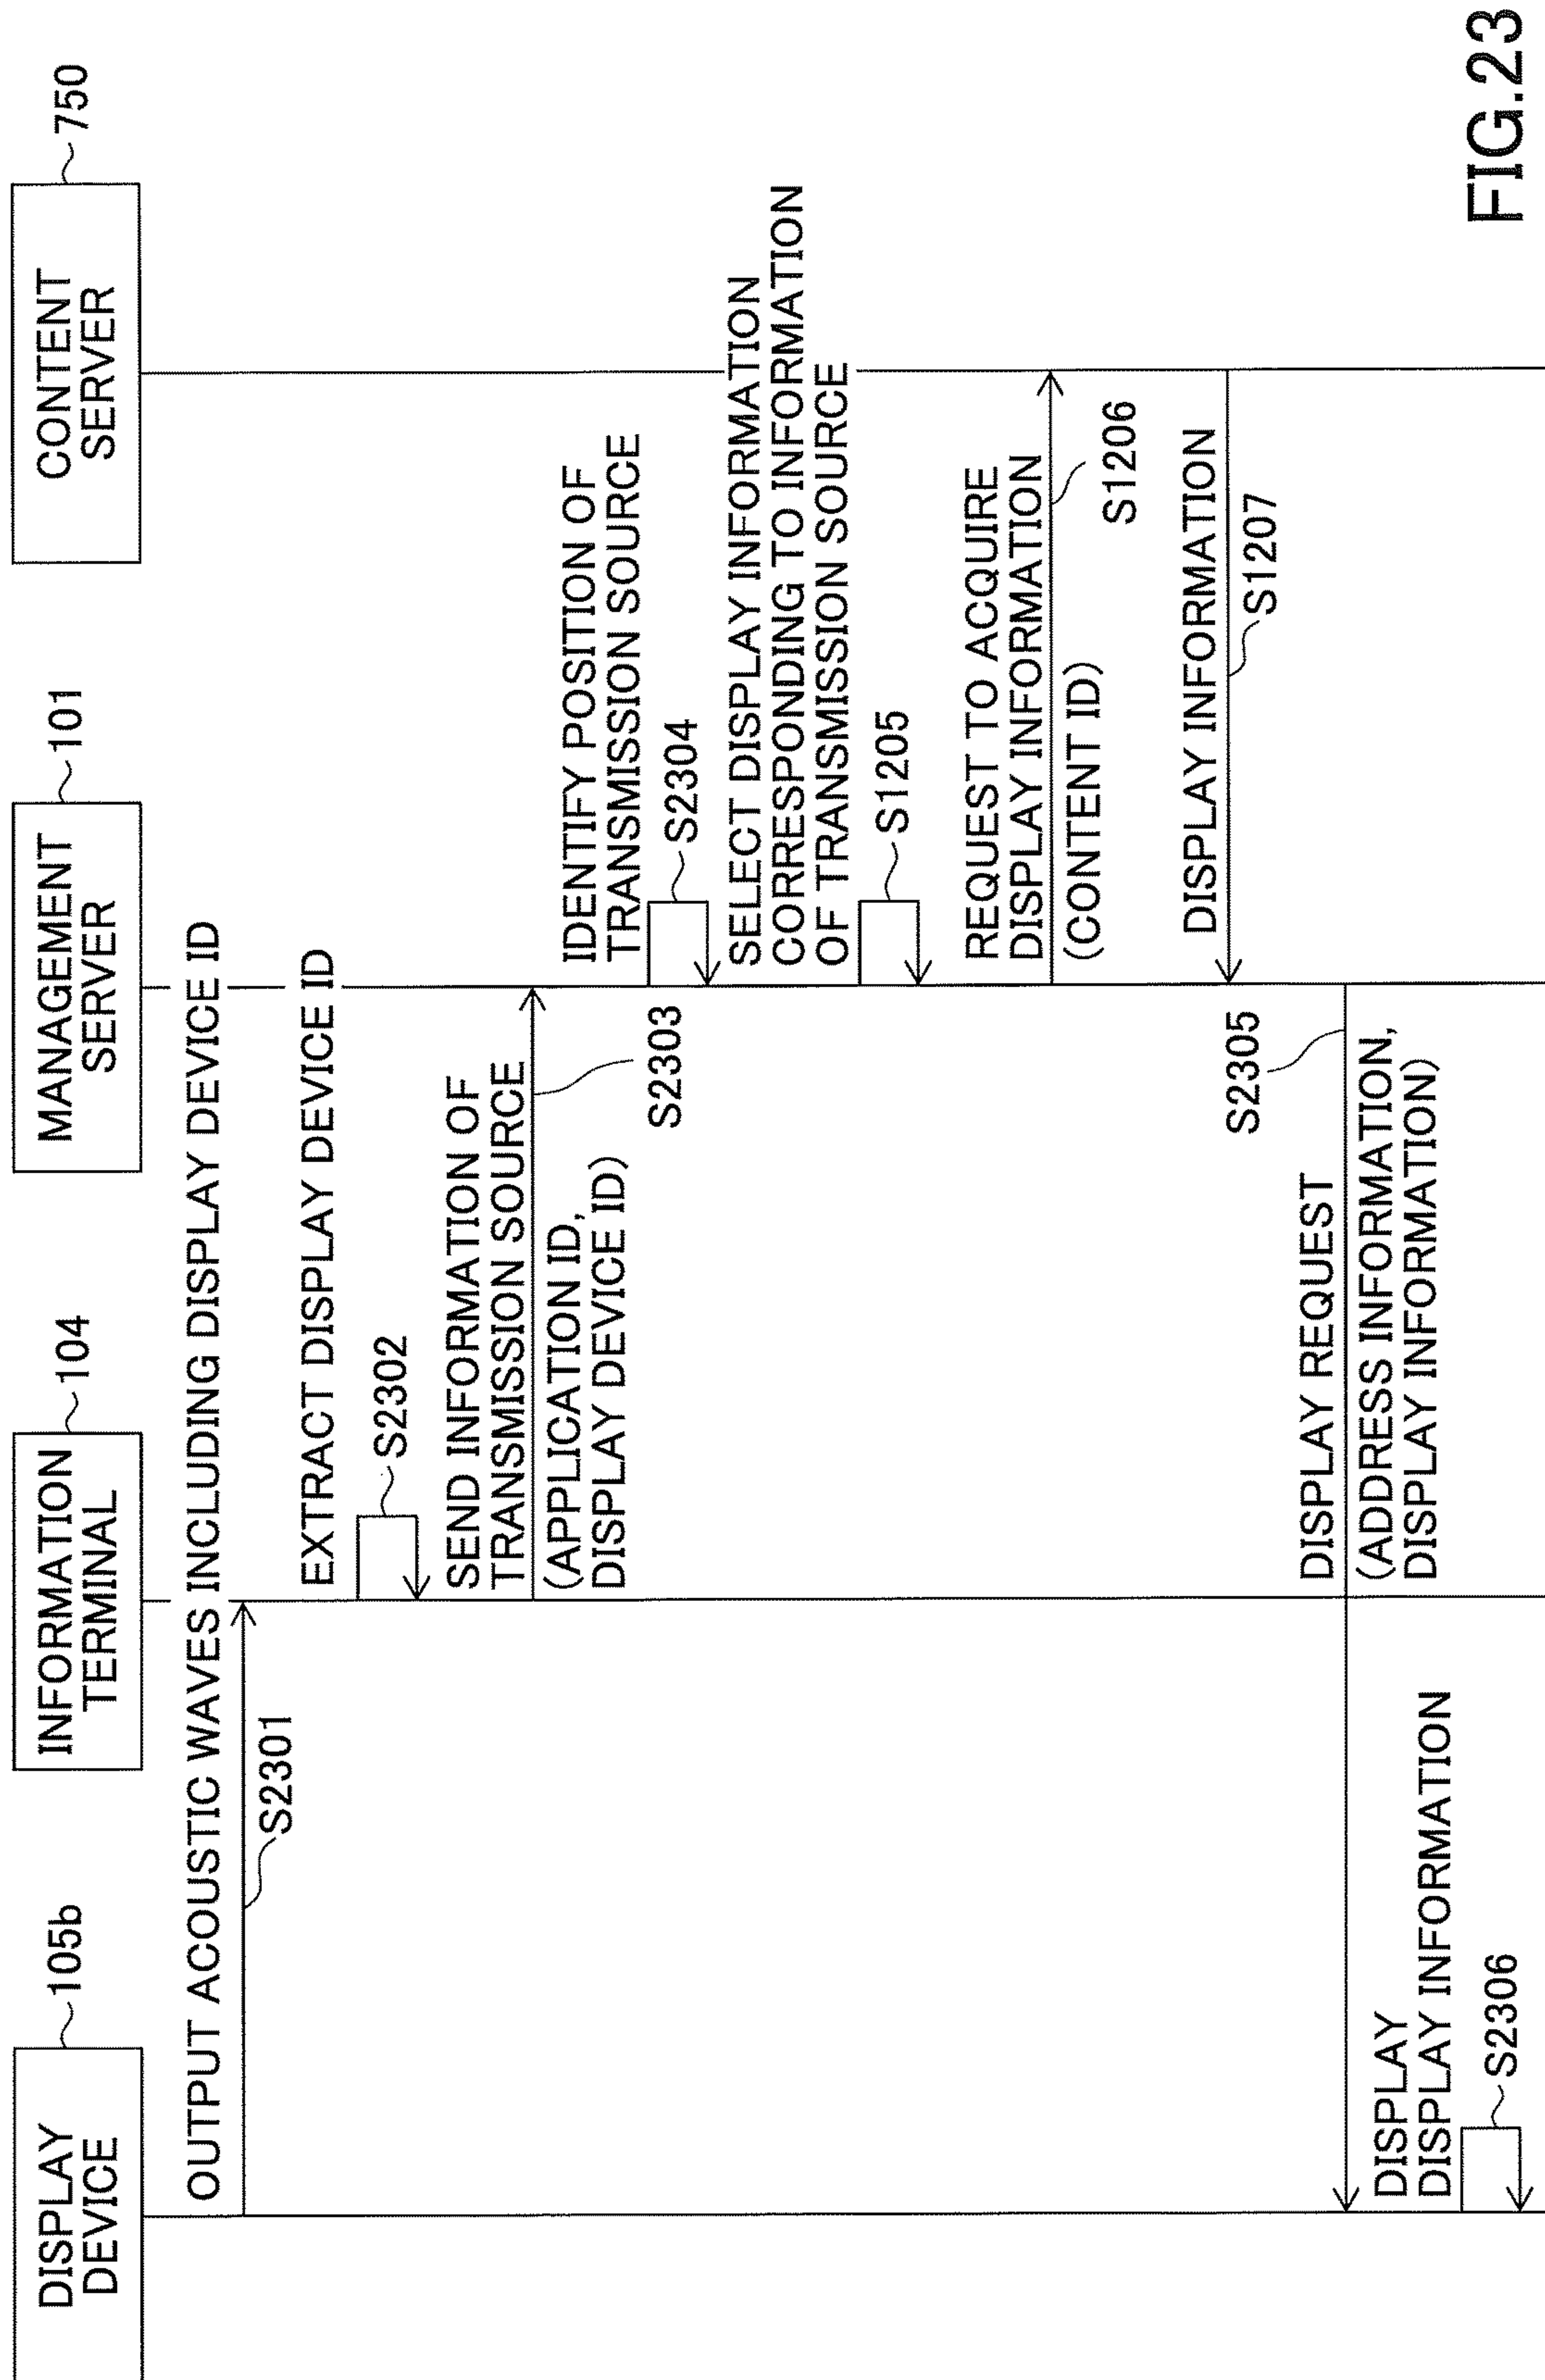 DISPLAY
DEVICE
105b
INFORMATION
TERMINAL
104
MANAGEMENT
SERVER
101
CONTENT
SERVER
750
OUTPUT ACOUSTIC WAVES INCLUDING DISPLAY DEVICE ID
S2301
EXTRACT DISPLAY DEVICE ID
S2302
SEND INFORMATION OF
TRANSMISSION SOURCE
(APPLICATION ID,
DISPLAY DEVICE ID)
S2303
IDENTIFY POSITION OF
TRANSMISSION SOURCE
S2304
SELECT DISPLAY INFORMATION
CORRESPONDING TO INFORMATION
OF TRANSMISSION SOURCE
S1205
REQUEST TO ACQUIRE
DISPLAY INFORMATION
(CONTENT ID)
S1206
DISPLAY INFORMATION
S1207
S2305
DISPLAY REQUEST
(ADDRESS INFORMATION,
DISPLAY INFORMATION)
DISPLAY
DISPLAY INFORMATION
S2306
FIG.23